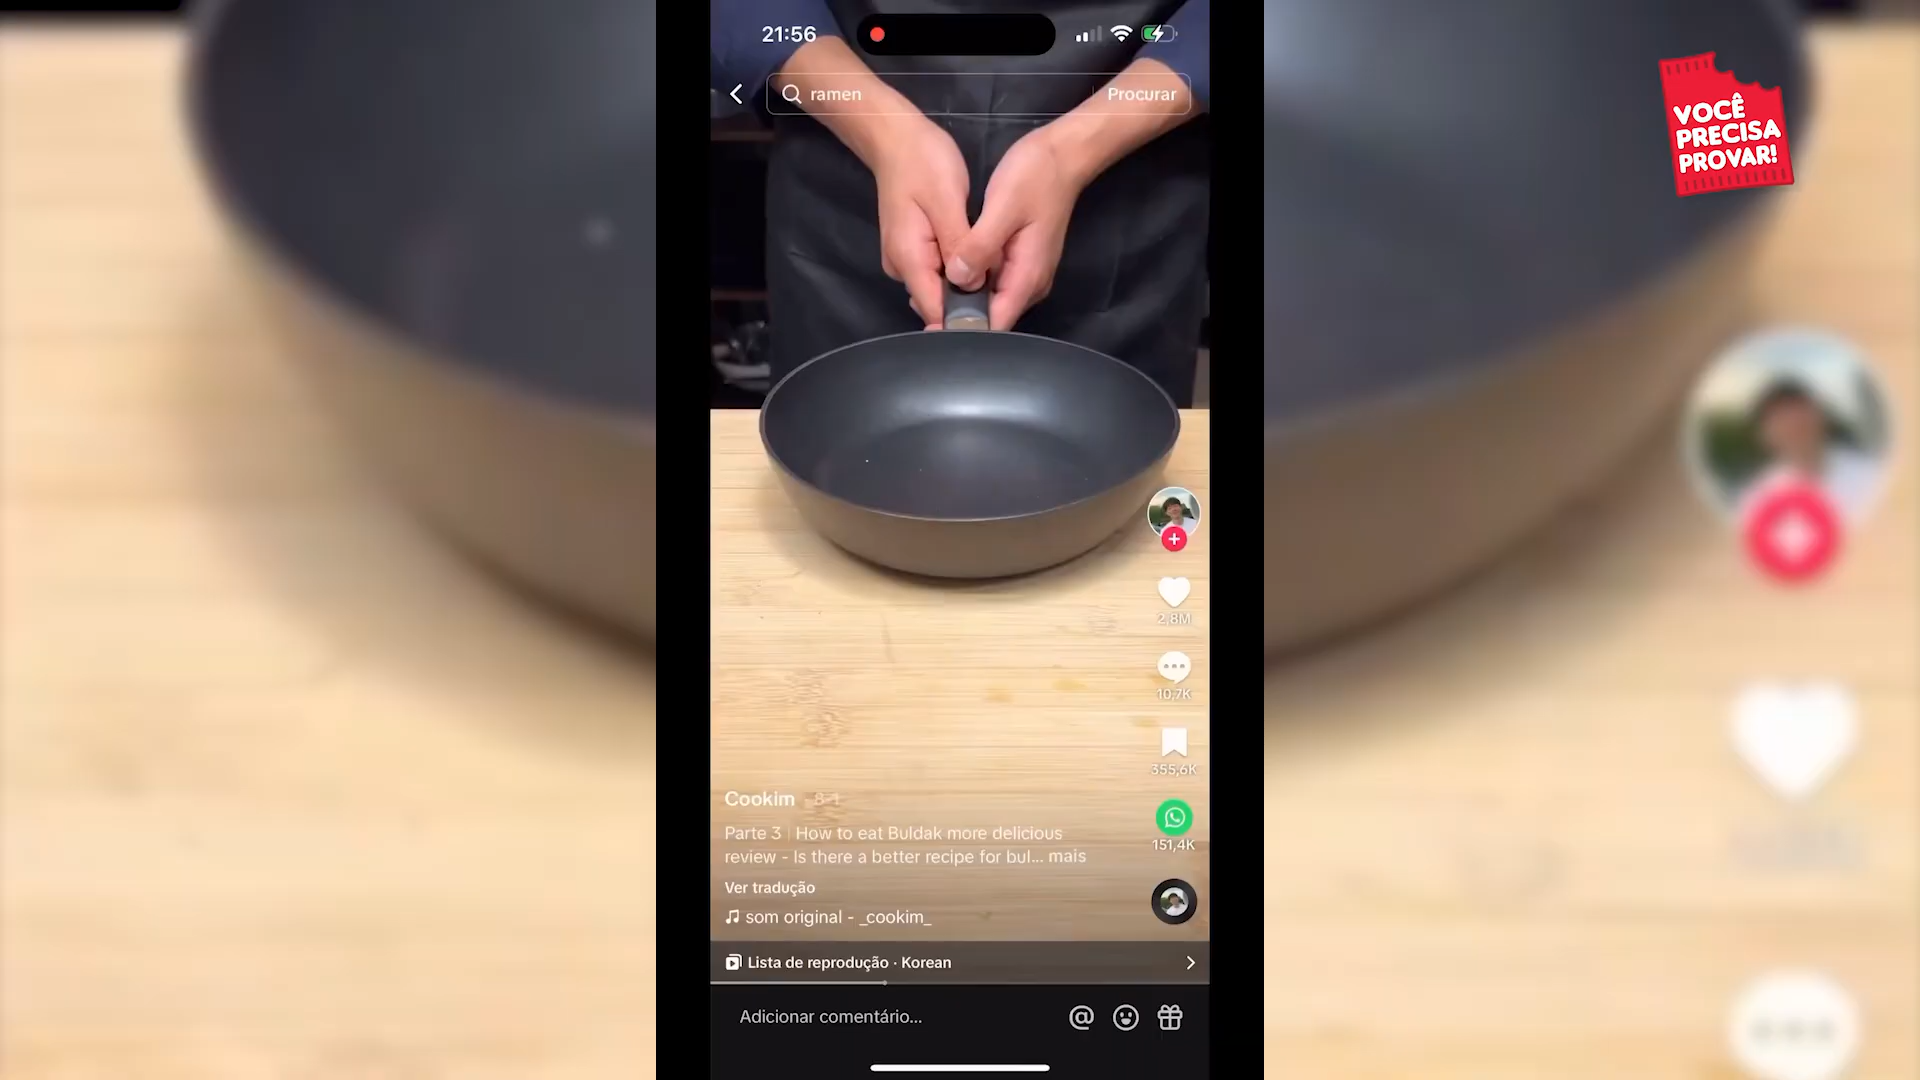 21:56
ramen
Procurar
VOCÊ
PRECISA
PROVAR!
2,8M
10,7K
355,6K
151,4K
Cookim · 8-1
Parte 3 | How to eat Buldak more delicious
review - Is there a better recipe for bul... mais
Ver tradução
som original - _cookim_
Lista de reprodução · Korean
Adicionar comentário...